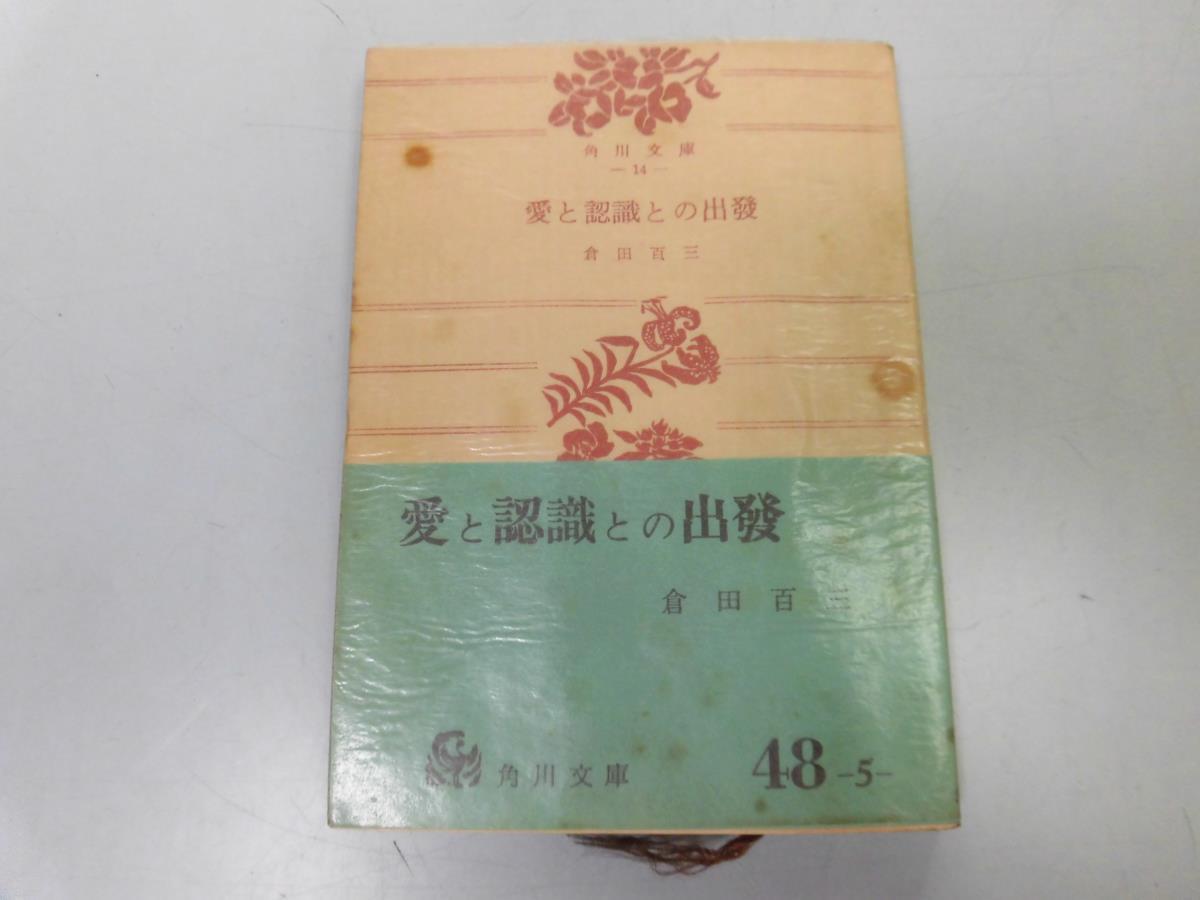 角川文庫
—14—
愛と認識との出發
倉田百三
愛と認識との出發
倉田百三
角川文庫
48-5-